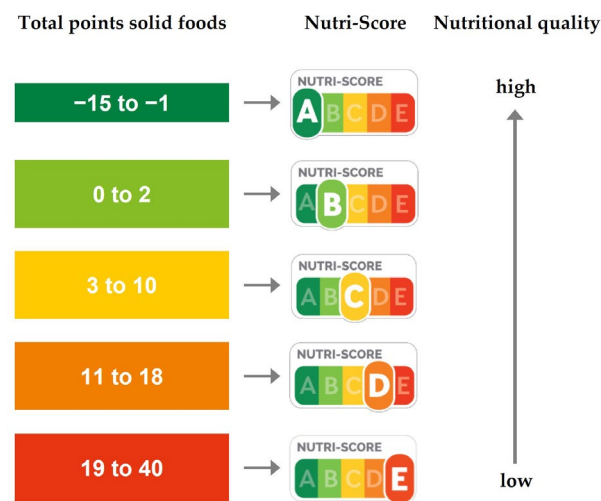 Total points solid foods Nutri-Score Nutritional quality
−15 to −1
NUTRI-SCORE
A B C D E
high
0 to 2
NUTRI-SCORE
A B C D E
3 to 10
NUTRI-SCORE
A B C D E
11 to 18
NUTRI-SCORE
A B C D E
19 to 40
NUTRI-SCORE
A B C D E
low